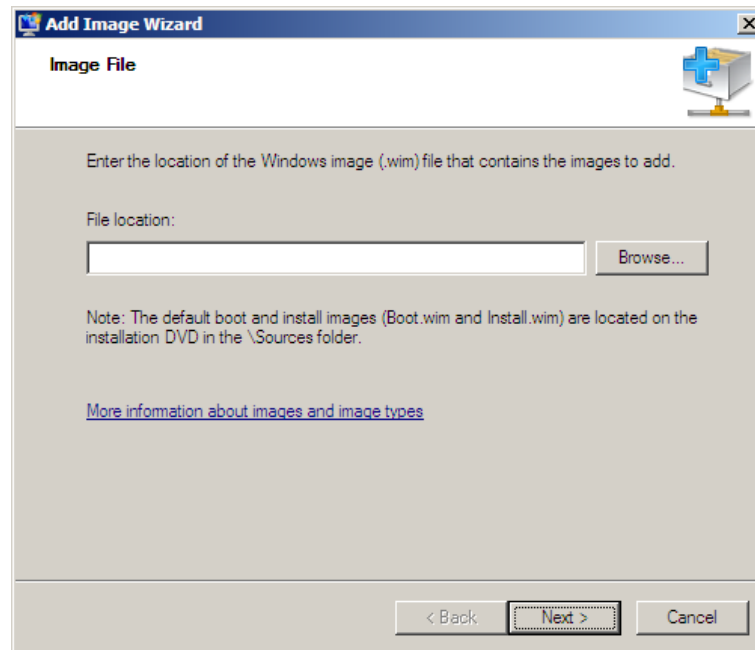 Add Image Wizard
Image File
Enter the location of the Windows image (.wim) file that contains the images to add.
File location:
Browse...
Note: The default boot and install images (Boot.wim and Install.wim) are located on the
installation DVD in the \Sources folder.
More information about images and image types
< Back
Next >
Cancel